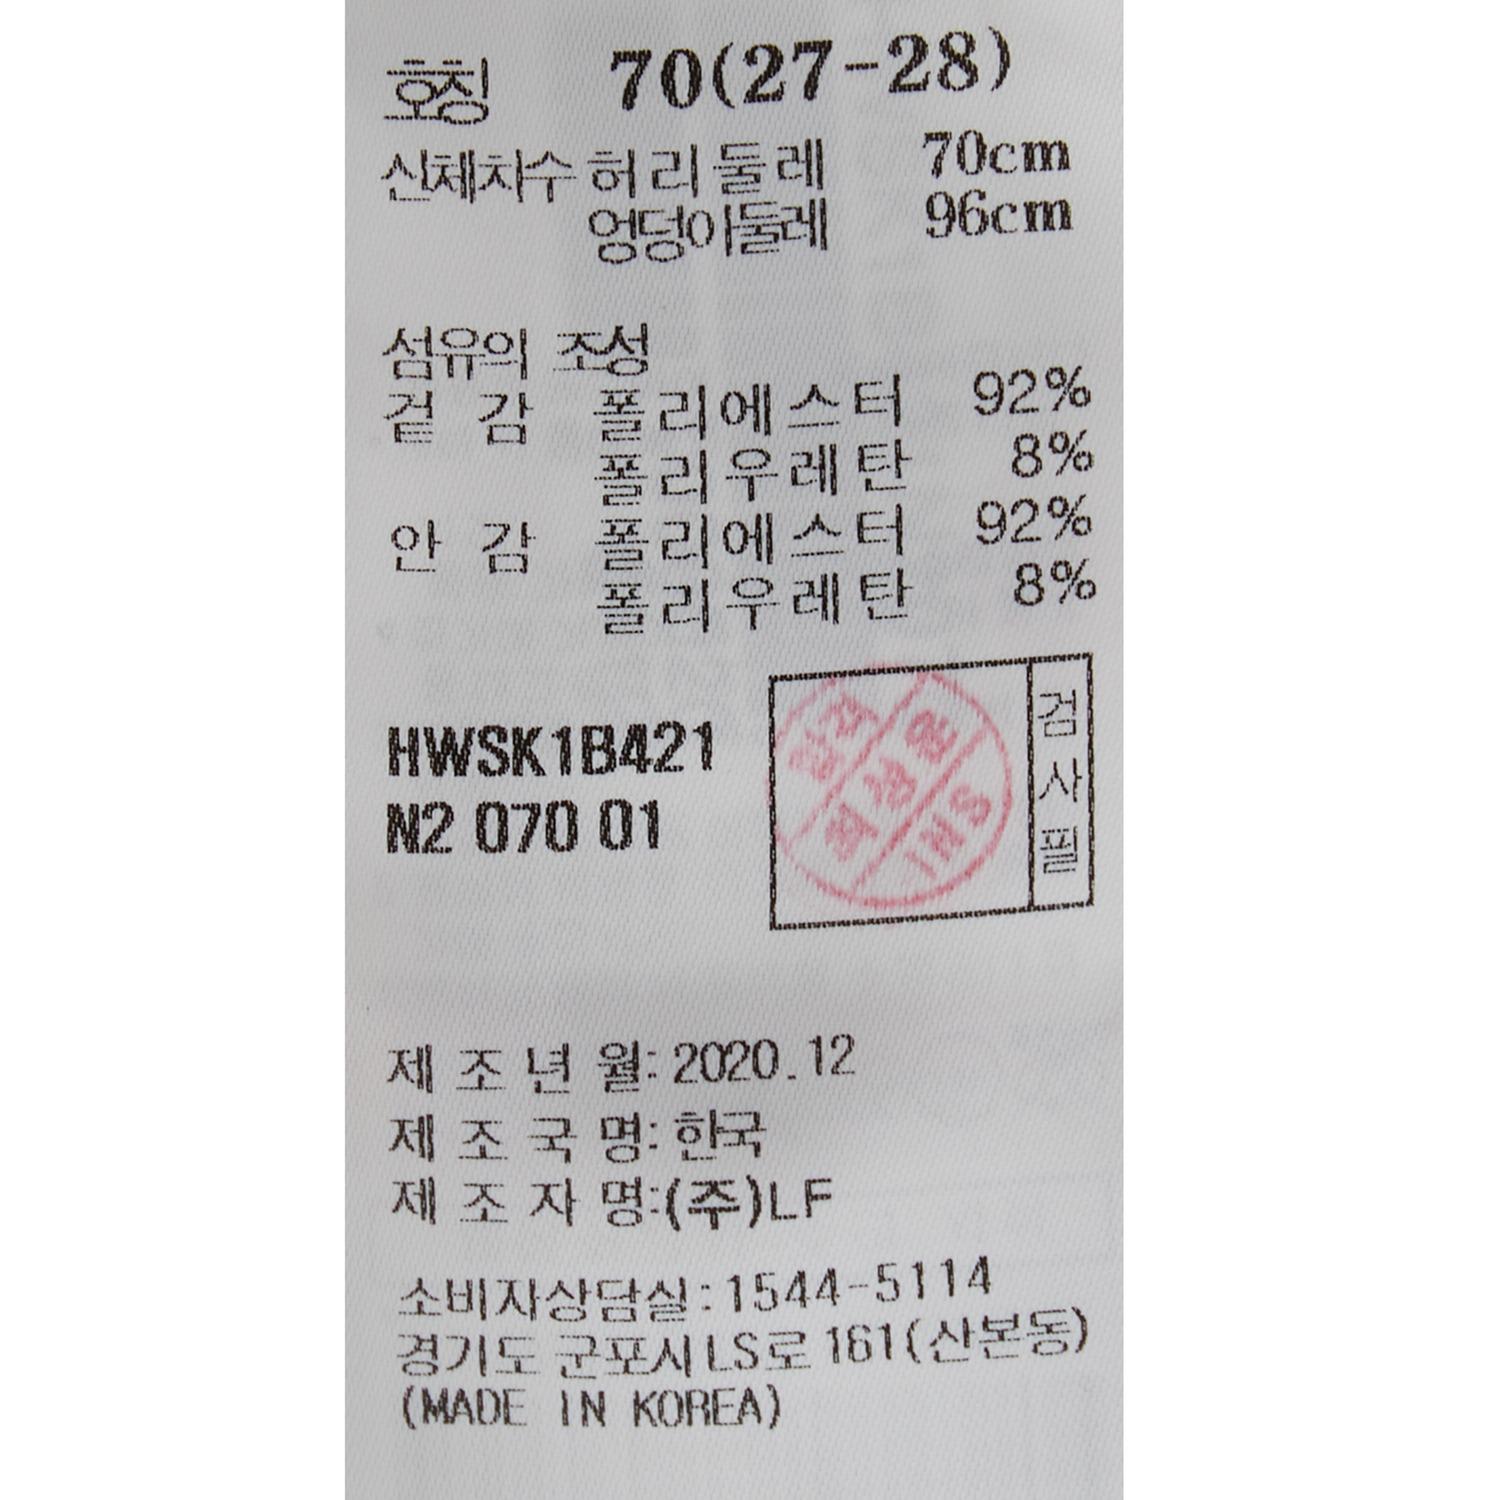 호칭 70(27-28)
신체치수 허리둘레 70cm
엉덩이둘레 96cm
섬유의 조성
겉 감 폴리에스터 92%
폴리우레탄 8%
안 감 폴리에스터 92%
폴리우레탄 8%
HWSK1B421
N2 070 01
검사필
INS
제 조 년 월: 2020.12
제 조 국 명: 한국
제 조 자 명:(주)LF
소비자상담실:1544-5114
경기도 군포시 LS로 161(산본동)
(MADE IN KOREA)